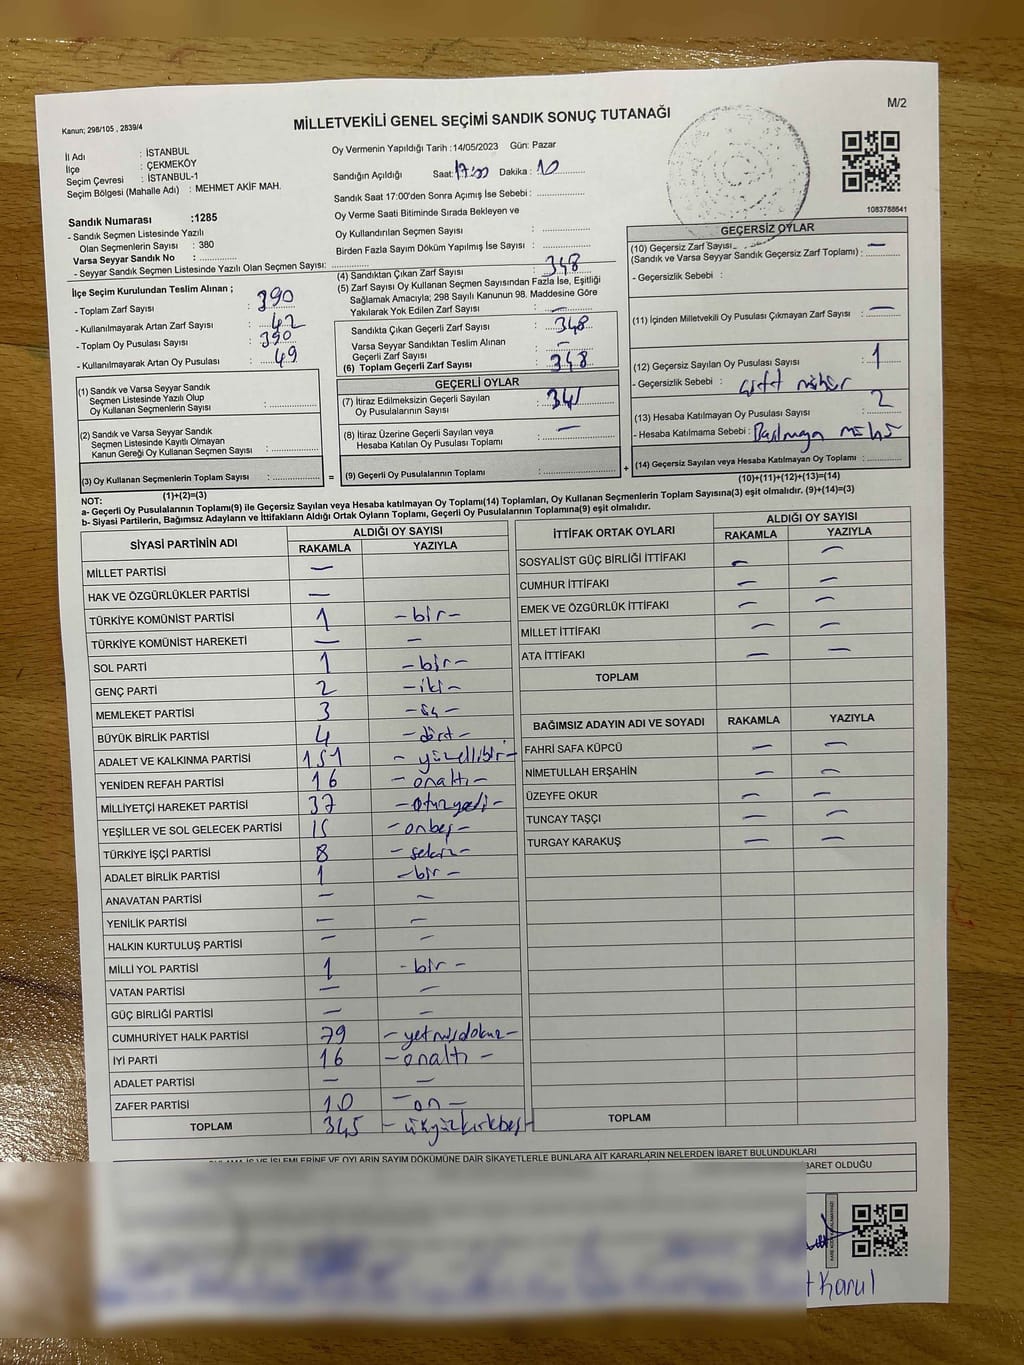 M/2
Kanun; 298/105 , 2839/4
MİLLETVEKİLİ GENEL SEÇİMİ SANDIK SONUÇ TUTANAĞI
İl Adı : İSTANBUL
İlçe : ÇEKMEKÖY
Seçim Çevresi : İSTANBUL-1
Seçim Bölgesi (Mahalle Adı) : MEHMET AKİF MAH.
Oy Vermenin Yapıldığı Tarih :14/05/2023 Gün: Pazar
Sandığın Açıldığı Saat: 17:00 Dakika : 10
Sandık Saat 17:00'den Sonra Açımış İse Sebebi :
Oy Verme Saati Bitiminde Sırada Bekleyen ve
Oy Kullandırılan Seçmen Sayısı :
Birden Fazla Sayım Döküm Yapılmış İse Sayısı :
1083788641
Sandık Numarası :1285
- Sandık Seçmen Listesinde Yazılı
Olan Seçmenlerin Sayısı : 380
Varsa Seyyar Sandık No :
- Seyyar Sandık Seçmen Listesinde Yazılı Olan Seçmen Sayısı:
İlçe Seçim Kurulundan Teslim Alınan ;
- Toplam Zarf Sayısı : 390
- Kullanılmayarak Artan Zarf Sayısı : 42
- Toplam Oy Pusulası Sayısı : 390
- Kullanılmayarak Artan Oy Pusulası : 49
(1) Sandık ve Varsa Seyyar Sandık
Seçmen Listesinde Yazılı Olup
Oy Kullanan Seçmenlerin Sayısı :
(2) Sandık ve Varsa Seyyar Sandık
Seçmen Listesinde Kayıtlı Olmayan
Kanun Gereği Oy Kullanan Seçmen Sayısı :
(3) Oy Kullanan Seçmenlerin Toplam Sayısı :
(1)+(2)=(3)
(4) Sandıktan Çıkan Zarf Sayısı : 348
(5) Zarf Sayısı Oy Kullanan Seçmen Sayısından Fazla İse, Eşitliği
Sağlamak Amacıyla; 298 Sayılı Kanunun 98. Maddesine Göre
Yakılarak Yok Edilen Zarf Sayısı : —
Sandıkta Çıkan Geçerli Zarf Sayısı : 348
Varsa Seyyar Sandıktan Teslim Alınan
Geçerli Zarf Sayısı : —
(6) Toplam Geçerli Zarf Sayısı : 348
GEÇERLİ OYLAR
(7) İtiraz Edilmeksizin Geçerli Sayılan
Oy Pusulasının Sayısı :
(8) İtiraz Üzerine Geçerli Sayılan veya
Hesaba Katılan Oy Pusulası Toplamı : —
= (9) Geçerli Oy Pusulalarının Toplamı :
GEÇERSİZ OYLAR
(10) Geçersiz Zarf Sayısı : —
(Sandık ve Varsa Seyyar Sandık Geçersiz Zarf Toplamı)
- Geçersizlik Sebebi :
(11) İçinden Milletvekili Oy Pusulası Çıkmayan Zarf Sayısı : —
(12) Geçersiz Sayılan Oy Pusulası Sayısı : 1
- Geçersizlik Sebebi : çift mühür
(13) Hesaba Katılmayan Oy Pusulası Sayısı : 2
- Hesaba Katılmama Sebebi :
+ (14) Geçersiz Sayılan veya Hesaba Katılmayan Oy Toplamı :
(10)+(11)+(12)+(13)=(14)
NOT:
a- Geçerli Oy Pusulalarının Toplamı(9) ile Geçersiz Sayılan veya Hesaba katılmayan Oy Toplamı(14) Toplamları, Oy Kullanan Seçmenlerin Toplam Sayısına(3) eşit olmalıdır. (9)+(14)=(3)
b- Siyasi Partilerin, Bağımsız Adayların ve İttifakların Aldığı Ortak Oyların Toplamı, Geçerli Oy Pusulalarının Toplamına(9) eşit olmalıdır.
SİYASİ PARTİNİN ADI ALDIĞI OY SAYISI
RAKAMLA YAZIYLA
MİLLET PARTİSİ —
HAK VE ÖZGÜRLÜKLER PARTİSİ —
TÜRKİYE KOMÜNİST PARTİSİ 1 -bir-
TÜRKİYE KOMÜNİST HAREKETİ — —
SOL PARTİ 1 -bir-
GENÇ PARTİ 2 -iki-
MEMLEKET PARTİSİ 3 -üç-
BÜYÜK BİRLİK PARTİSİ 4 -dört-
ADALET VE KALKINMA PARTİSİ 151 - yüzellibir-
YENİDEN REFAH PARTİSİ 16 -onaltı-
MİLLİYETÇİ HAREKET PARTİSİ 37 -otuzyedi-
YEŞİLLER VE SOL GELECEK PARTİSİ 15 -onbeş-
TÜRKİYE İŞÇİ PARTİSİ 8 -sekiz-
ADALET BİRLİK PARTİSİ 1 -bir-
ANAVATAN PARTİSİ — —
YENİLİK PARTİSİ — —
HALKIN KURTULUŞ PARTİSİ — —
MİLLİ YOL PARTİSİ 1 -bir-
VATAN PARTİSİ — —
GÜÇ BİRLİĞİ PARTİSİ — —
CUMHURİYET HALK PARTİSİ 79 -yetmişdokuz-
İYİ PARTİ 16 -onaltı-
ADALET PARTİSİ — —
ZAFER PARTİSİ 10 -on-
TOPLAM 345 -üçyüzkırkbeş-
İTTİFAK ORTAK OYLARI ALDIĞI OY SAYISI
RAKAMLA YAZIYLA
SOSYALİST GÜÇ BİRLİĞİ İTTİFAKI — —
CUMHUR İTTİFAKI — —
EMEK VE ÖZGÜRLÜK İTTİFAKI — —
MİLLET İTTİFAKI — —
ATA İTTİFAKI — —
TOPLAM
BAĞIMSIZ ADAYIN ADI VE SOYADI RAKAMLA YAZIYLA
FAHRİ SAFA KÜPCÜ — —
NİMETULLAH ERŞAHİN — —
ÜZEYFE OKUR — —
TUNCAY TAŞÇI — —
TURGAY KARAKUŞ — —
TOPLAM
İŞ VE İŞLEMLERİNE VE OYLARIN SAYIM DÖKÜMÜNE DAİR ŞİKAYETLERLE BUNLARA AİT KARARLARIN NELERDEN İBARET BULUNDUKLARI
BARET OLDUĞU